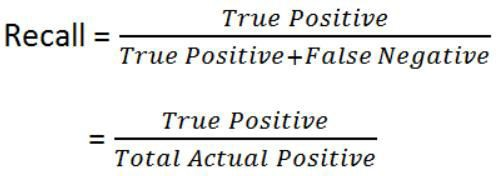 Recall = True Positive
True Positive+False Negative
= True Positive
Total Actual Positive